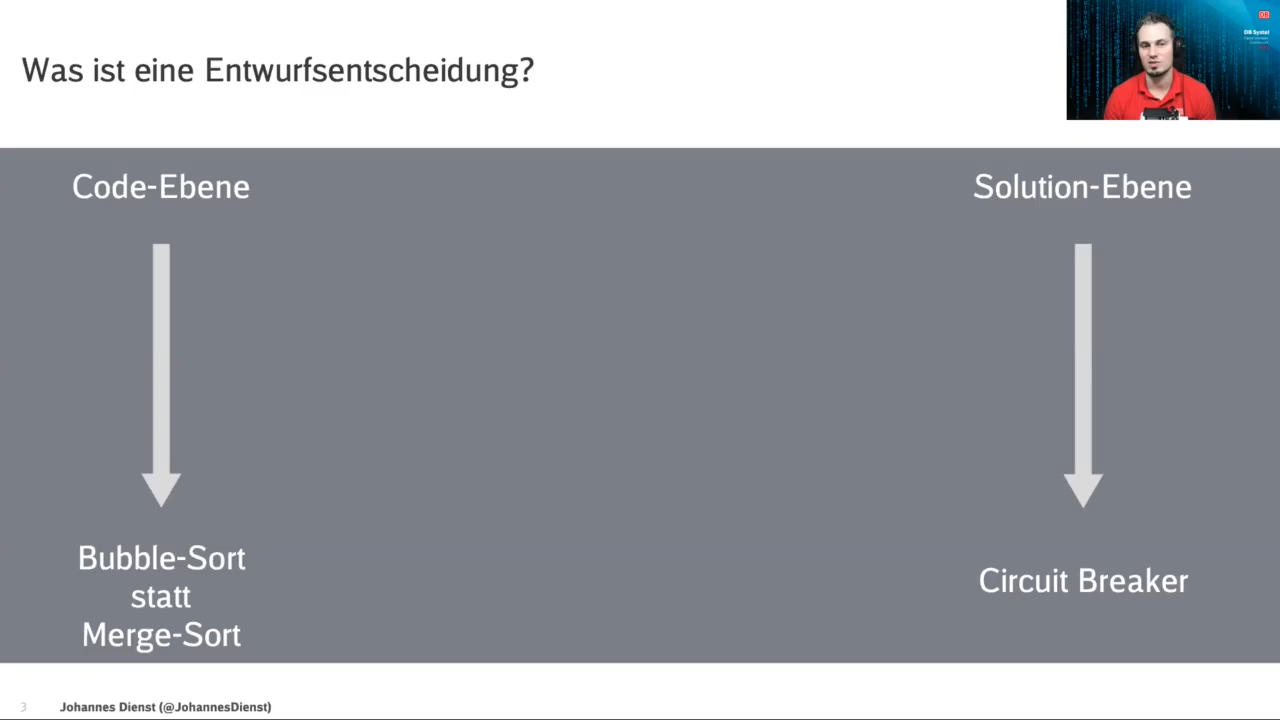 Was ist eine Entwurfsentscheidung?
DB
DB Systel
Code-Ebene
Solution-Ebene
Bubble-Sort
statt
Merge-Sort
Circuit Breaker
3
Johannes Dienst (@JohannesDienst)